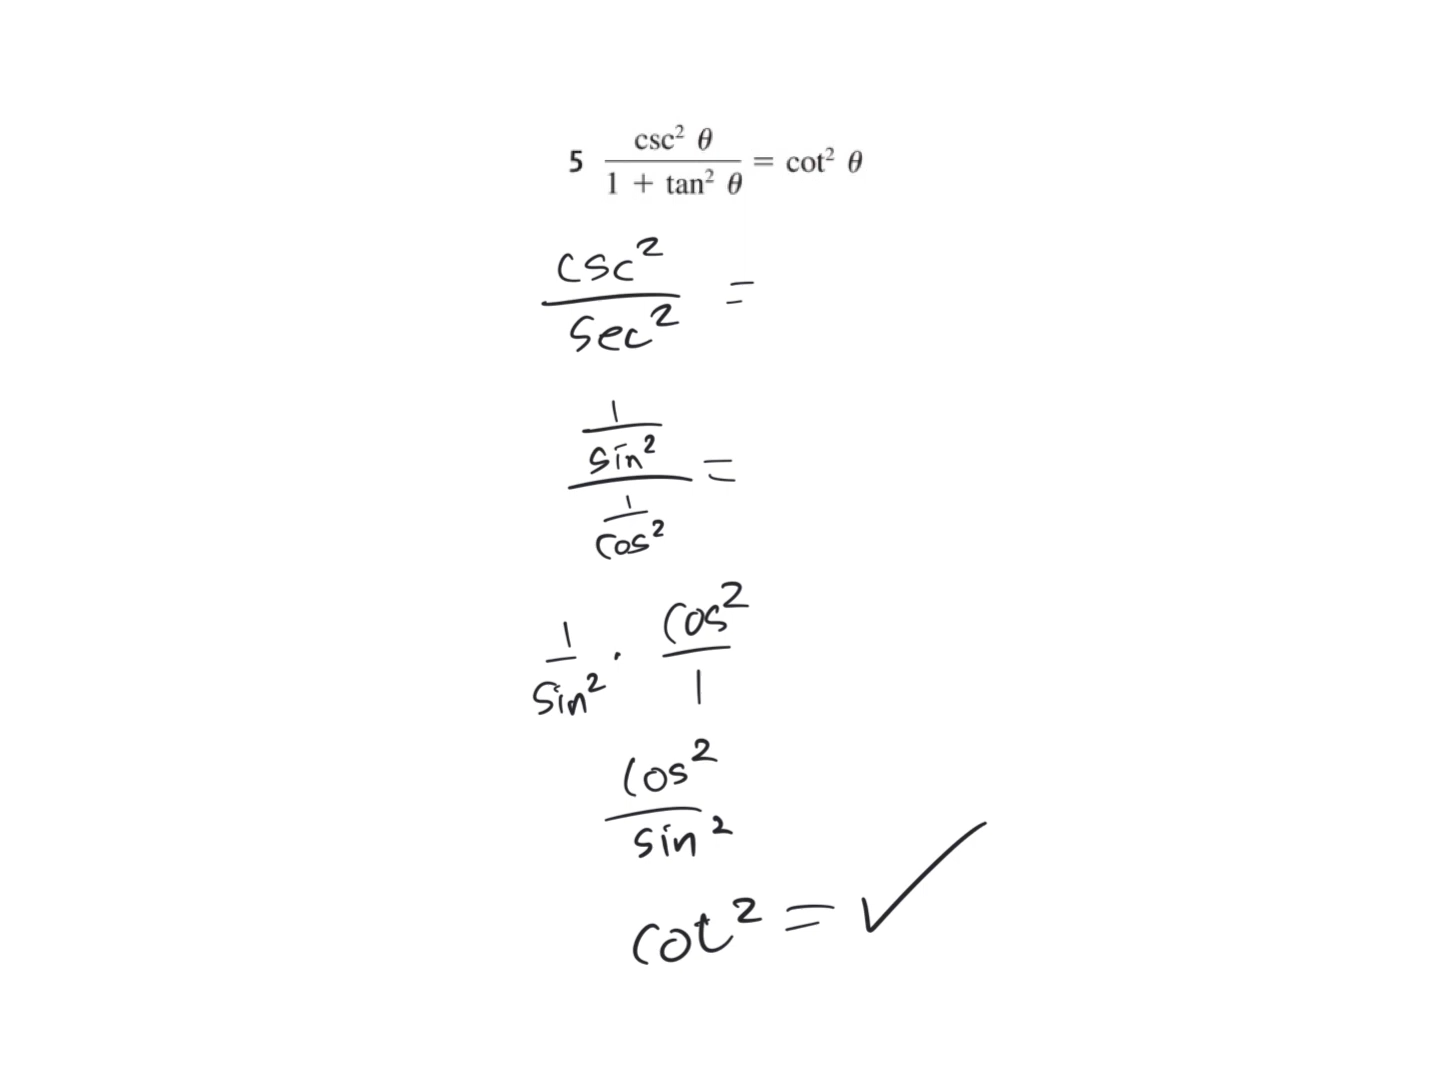 5 csc² θ / 1 + tan² θ = cot² θ
csc² / sec² =
1 / sin² / 1 / cos² =
1 / sin² · cos² / 1
cos² / sin²
cot² = ✓